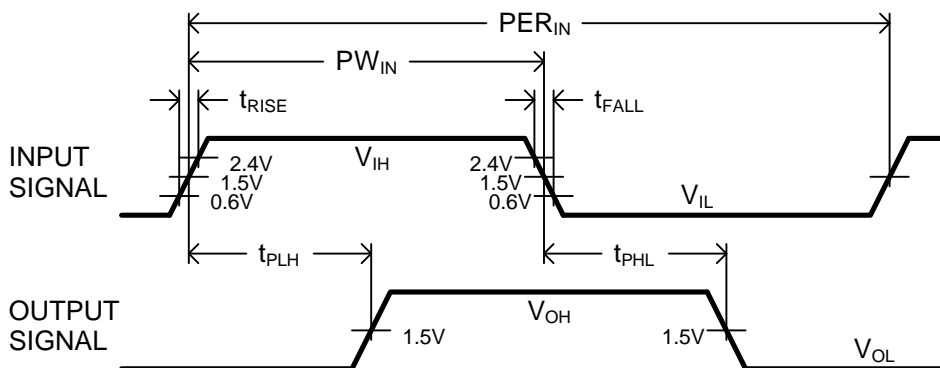 PER_IN
PW_IN
t_RISE
t_FALL
INPUT
SIGNAL
2.4V
1.5V
0.6V
V_IH
2.4V
1.5V
0.6V
V_IL
t_PLH
t_PHL
OUTPUT
SIGNAL
1.5V
V_OH
1.5V
V_OL